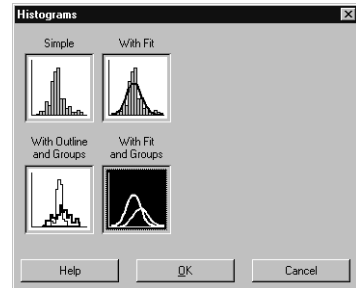 Histograms
Simple
With Fit
With Outline
and Groups
With Fit
and Groups
Help
OK
Cancel